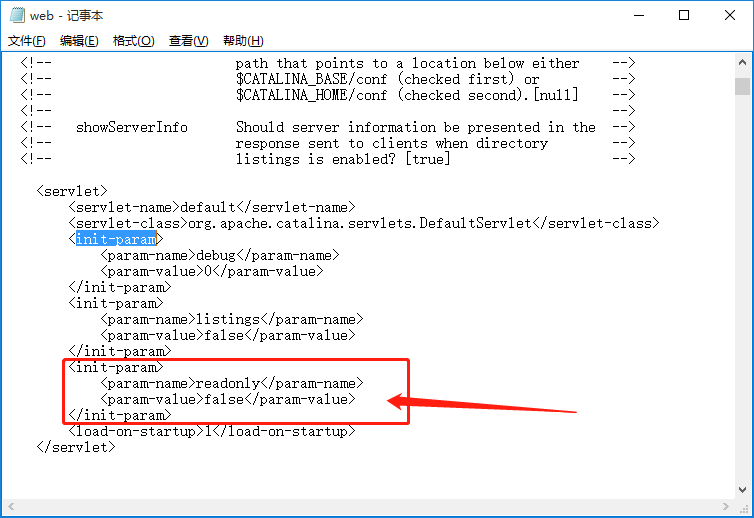 web - 记事本
文件(F) 编辑(E) 格式(O) 查看(V) 帮助(H)
<!-- path that points to a location below either -->
<!-- $CATALINA_BASE/conf (checked first) or -->
<!-- $CATALINA_HOME/conf (checked second).[null] -->
<!-- -->
<!-- showServerInfo Should server information be presented in the -->
<!-- response sent to clients when directory -->
<!-- listings is enabled? [true] -->
<servlet>
<servlet-name>default</servlet-name>
<servlet-class>org.apache.catalina.servlets.DefaultServlet</servlet-class>
<init-param>
<param-name>debug</param-name>
<param-value>0</param-value>
</init-param>
<init-param>
<param-name>listings</param-name>
<param-value>false</param-value>
</init-param>
<init-param>
<param-name>readonly</param-name>
<param-value>false</param-value>
</init-param>
<load-on-startup>1</load-on-startup>
</servlet>